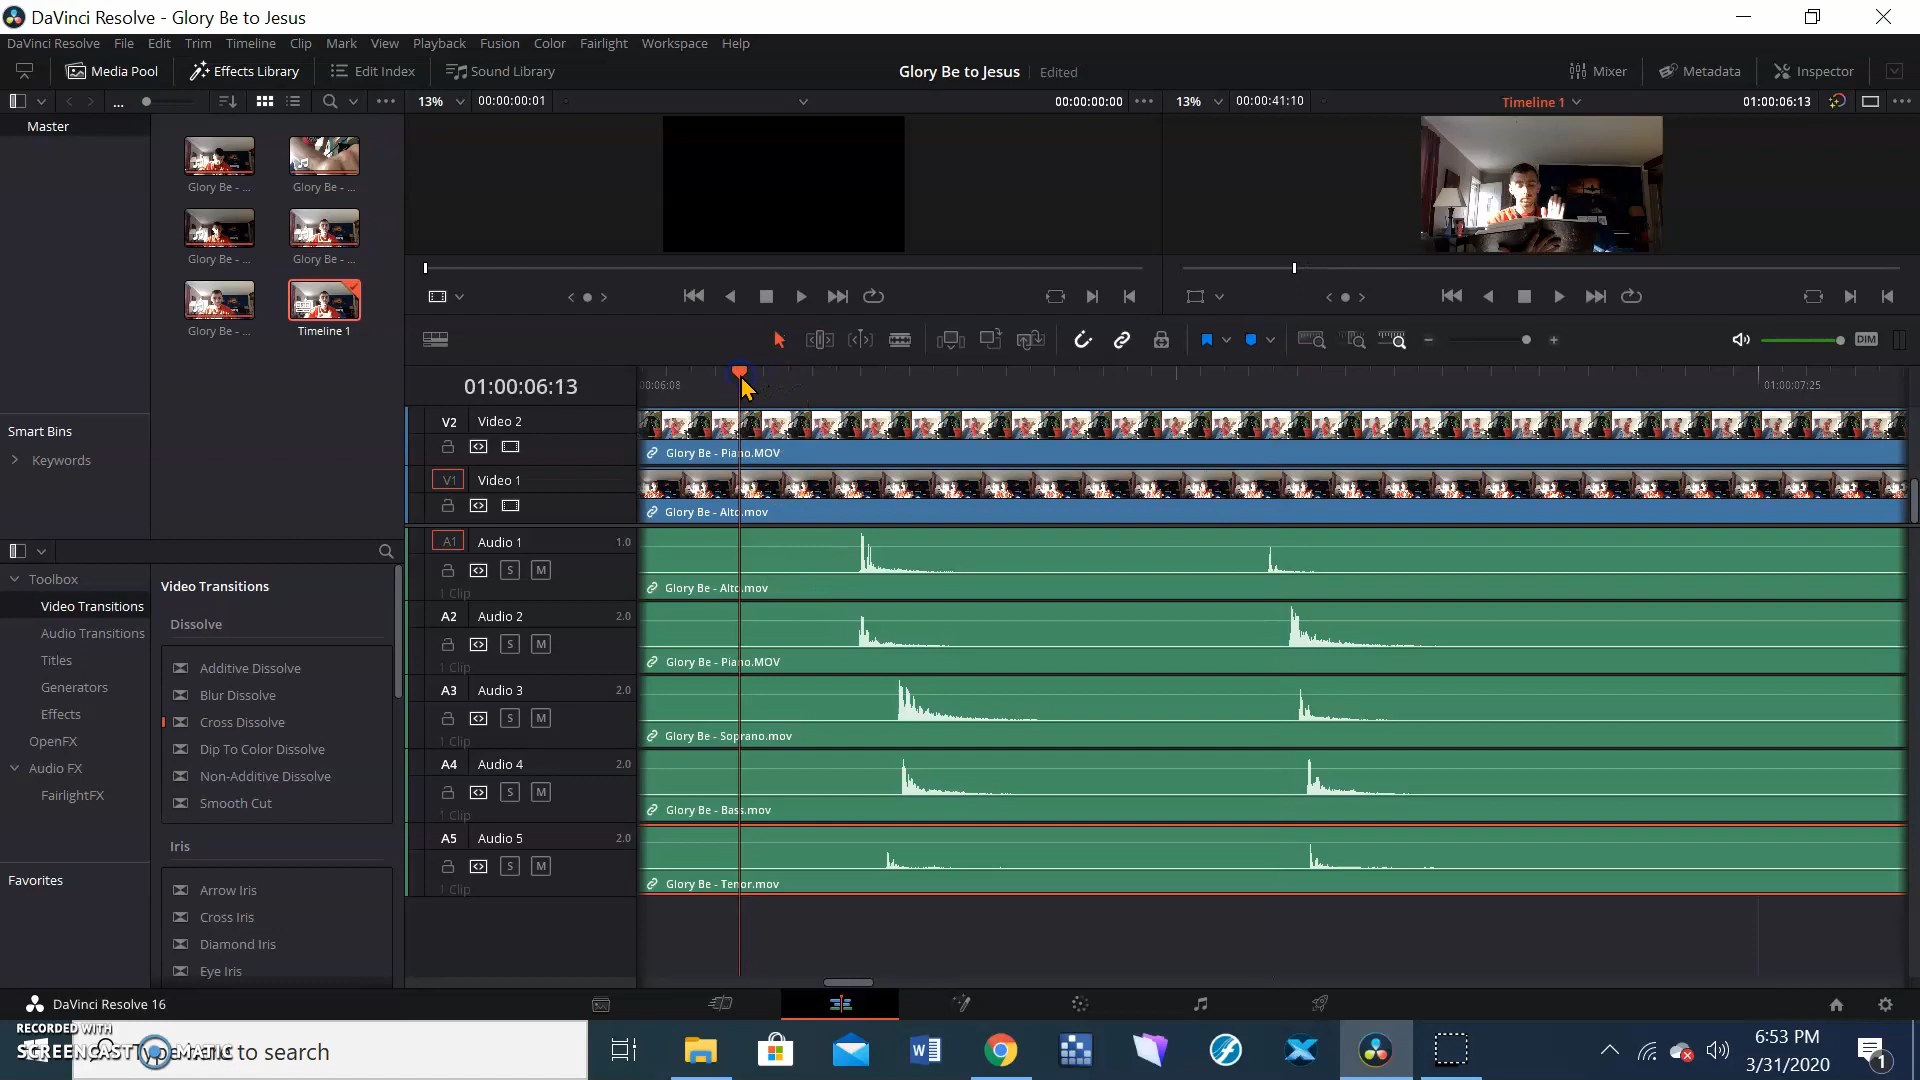 DaVinci Resolve - Glory Be to Jesus
DaVinci Resolve File Edit Trim Timeline Clip Mark View Playback Fusion Color Fairlight Workspace Help
Media Pool Effects Library Edit Index Sound Library Glory Be to Jesus Edited Mixer Metadata Inspector
... 13% 00:00:00:01 00:00:00:00 13% 00:00:41:10 Timeline 1 01:00:06:13
Master
Glory Be - ... Glory Be - ...
Glory Be - ... Glory Be - ...
Glory Be - ... Timeline 1
DIM
01:00:06:13
00:06:08
01:00:07:25
V2 Video 2
Glory Be - Piano.MOV
V1 Video 1
Glory Be - Alto.mov
A1 Audio 1 1.0
S M
Glory Be - Alto.mov
1 Clip
A2 Audio 2 2.0
S M
Glory Be - Piano.MOV
1 Clip
A3 Audio 3 2.0
S M
Glory Be - Soprano.mov
1 Clip
A4 Audio 4 2.0
S M
Glory Be - Bass.mov
1 Clip
A5 Audio 5 2.0
S M
Glory Be - Tenor.mov
1 Clip
Smart Bins
Keywords
Toolbox
Video Transitions
Audio Transitions
Titles
Generators
Effects
OpenFX
Audio FX
FairlightFX
Favorites
Video Transitions
Dissolve
Additive Dissolve
Blur Dissolve
Cross Dissolve
Dip To Color Dissolve
Non-Additive Dissolve
Smooth Cut
Iris
Arrow Iris
Cross Iris
Diamond Iris
Eye Iris
DaVinci Resolve 16
RECORDED WITH
SCREENCAST MATIC
Type here to search
6:53 PM
3/31/2020
1